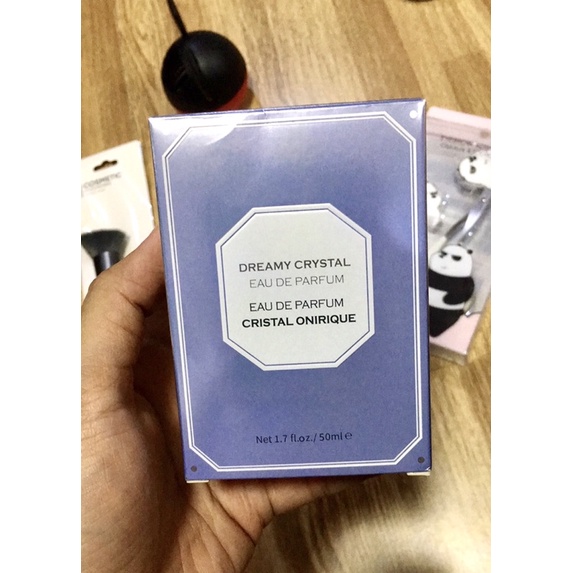 COSMETIC
DREAMY CRYSTAL
EAU DE PARFUM
EAU DE PARFUM
CRISTAL ONIRIQUE
Net 1.7 fl.oz./ 50ml ℮